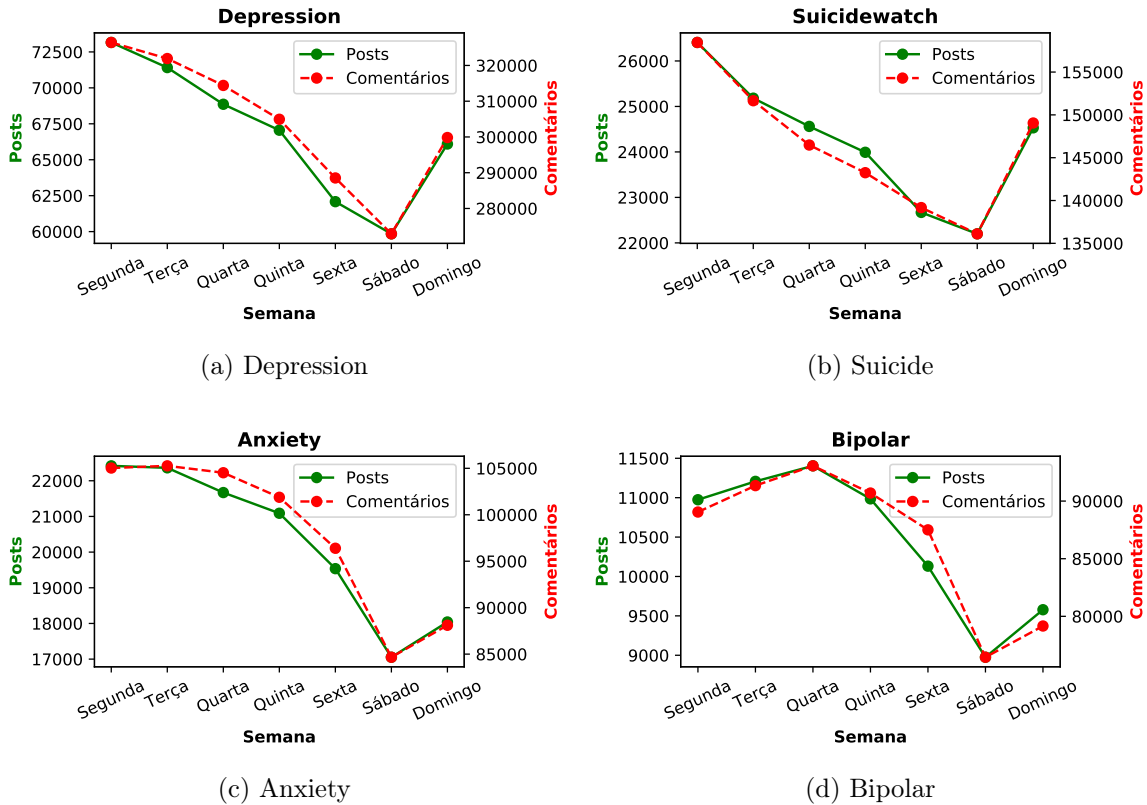 Depression
72500
70000
67500
65000
62500
60000
Posts
320000
310000
300000
290000
280000
Comentários
Posts
Comentários
Segunda
Terça
Quarta
Quinta
Sexta
Sábado
Domingo
Semana
(a) Depression
Suicidewatch
26000
25000
24000
23000
22000
Posts
155000
150000
145000
140000
135000
Comentários
Posts
Comentários
Segunda
Terça
Quarta
Quinta
Sexta
Sábado
Domingo
Semana
(b) Suicide
Anxiety
22000
21000
20000
19000
18000
17000
Posts
105000
100000
95000
90000
85000
Comentários
Posts
Comentários
Segunda
Terça
Quarta
Quinta
Sexta
Sábado
Domingo
Semana
(c) Anxiety
Bipolar
11500
11000
10500
10000
9500
9000
Posts
90000
85000
80000
Comentários
Posts
Comentários
Segunda
Terça
Quarta
Quinta
Sexta
Sábado
Domingo
Semana
(d) Bipolar